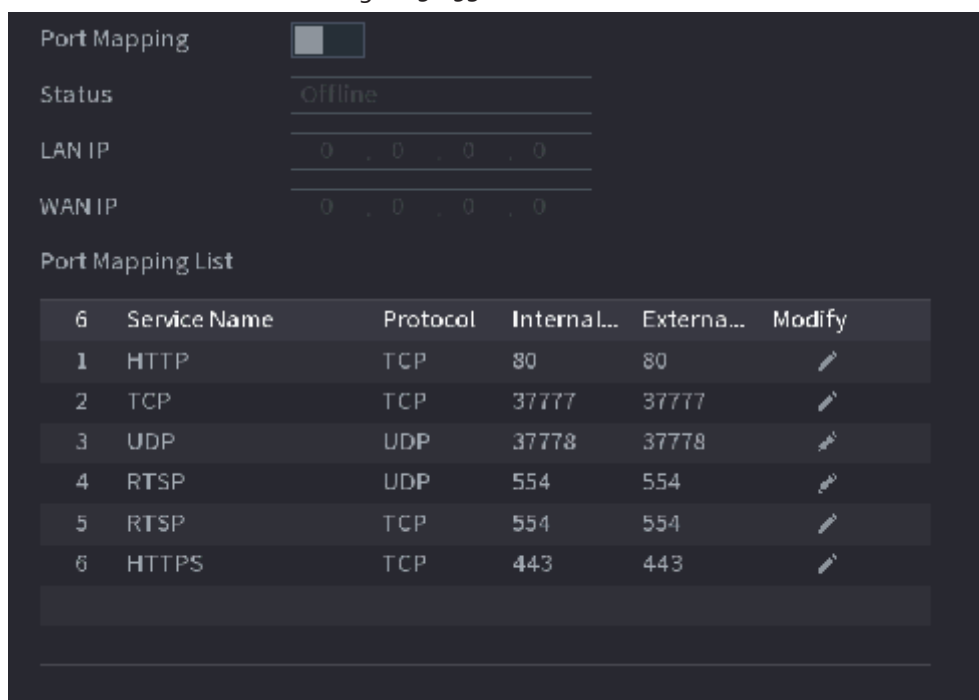 Port Mapping
Status Offline
LAN IP 0 . 0 . 0 . 0
WAN IP 0 . 0 . 0 . 0
Port Mapping List
6 Service Name Protocol Internal... Externa... Modify
1 HTTP TCP 80 80
2 TCP TCP 37777 37777
3 UDP UDP 37778 37778
4 RTSP UDP 554 554
5 RTSP TCP 554 554
6 HTTPS TCP 443 443